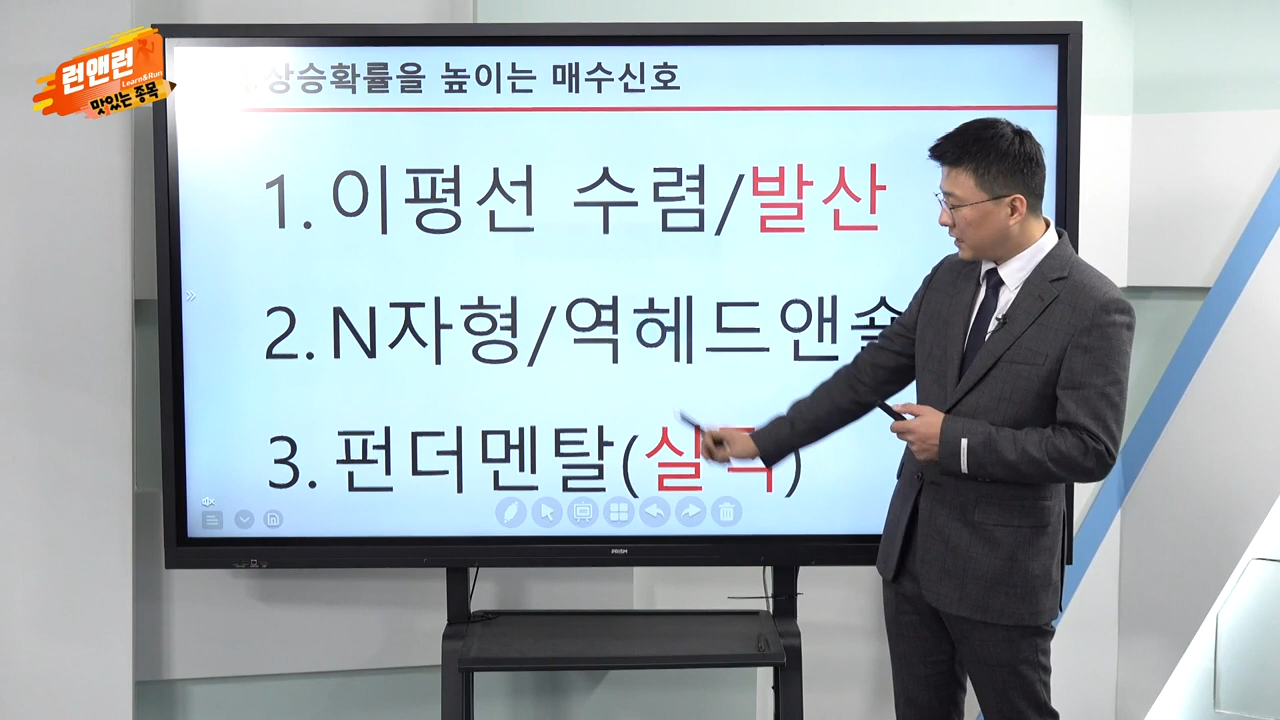 런앤런
Learn&Run
맛있는 종목
상승확률을 높이는 매수신호
1. 이평선 수렴/발산
2. N자형/역헤드앤숄
3. 펀더멘탈(실적)
PRISM